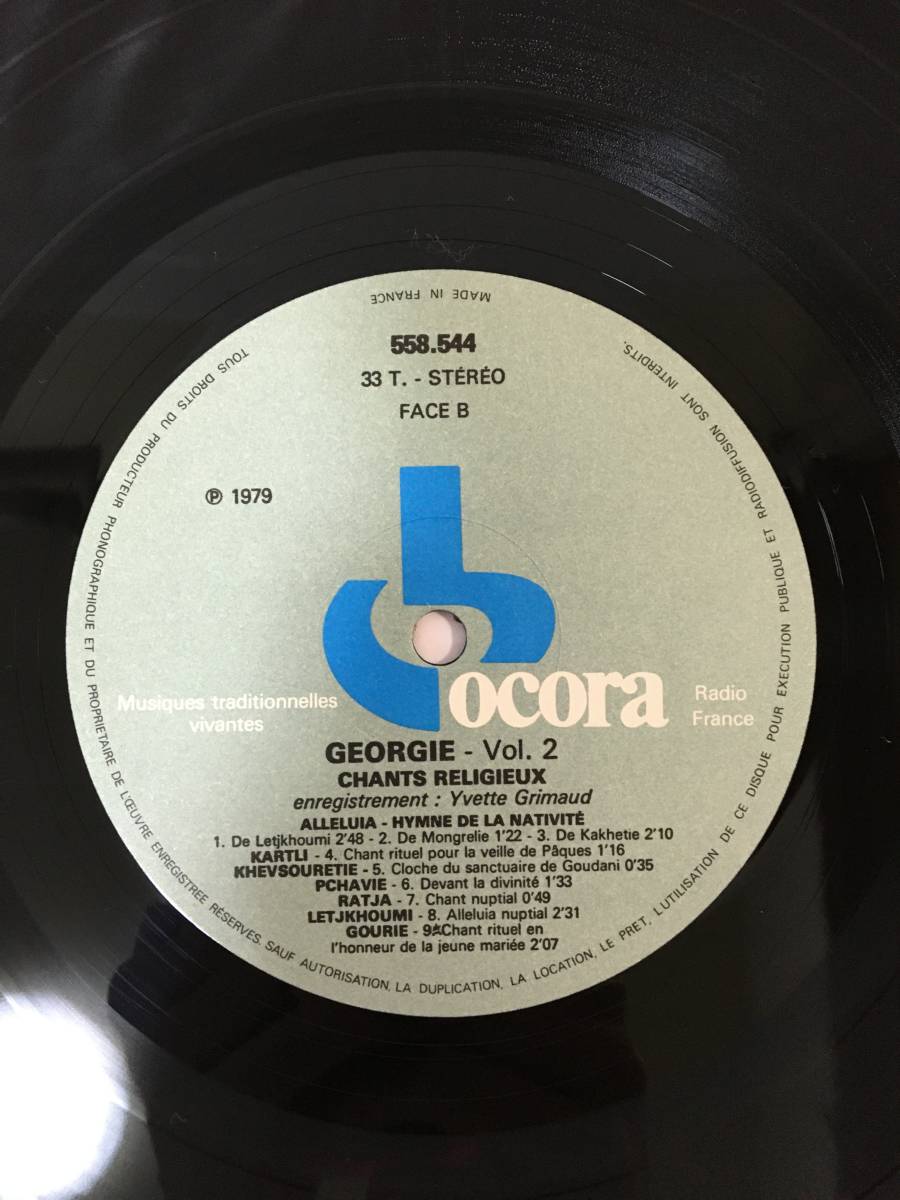 MADE IN FRANCE
558.544
33 T. - STÉRÉO
FACE B
℗ 1979
Musiques traditionnelles
vivantes
ocora
Radio
France
GEORGIE - Vol. 2
CHANTS RELIGIEUX
enregistrement : Yvette Grimaud
ALLELUIA - HYMNE DE LA NATIVITÉ
1. De Letjkhoumi 2'48 - 2. De Mongrelie 1'22 - 3. De Kakhetie 2'10
KARTLI - 4. Chant rituel pour la veille de Pâques 1'16
KHEVSOURETIE - 5. Cloche du sanctuaire de Goudani 0'35
PCHAVIE - 6. Devant la divinité 1'33
RATJA - 7. Chant nuptial 0'49
LETJKHOUMI - 8. Alleluia nuptial 2'31
GOURIE - 9. Chant rituel en
l'honneur de la jeune mariée 2'07
TOUS DROITS DU PRODUCTEUR PHONOGRAPHIQUE ET DU PROPRIETAIRE DE L'ŒUVRE ENREGISTREE RESERVES. SAUF AUTORISATION, LA DUPLICATION, LA LOCATION, LE PRET, L'UTILISATION DE CE DISQUE POUR EXECUTION PUBLIQUE ET RADIODIFFUSION SONT INTERDITS.